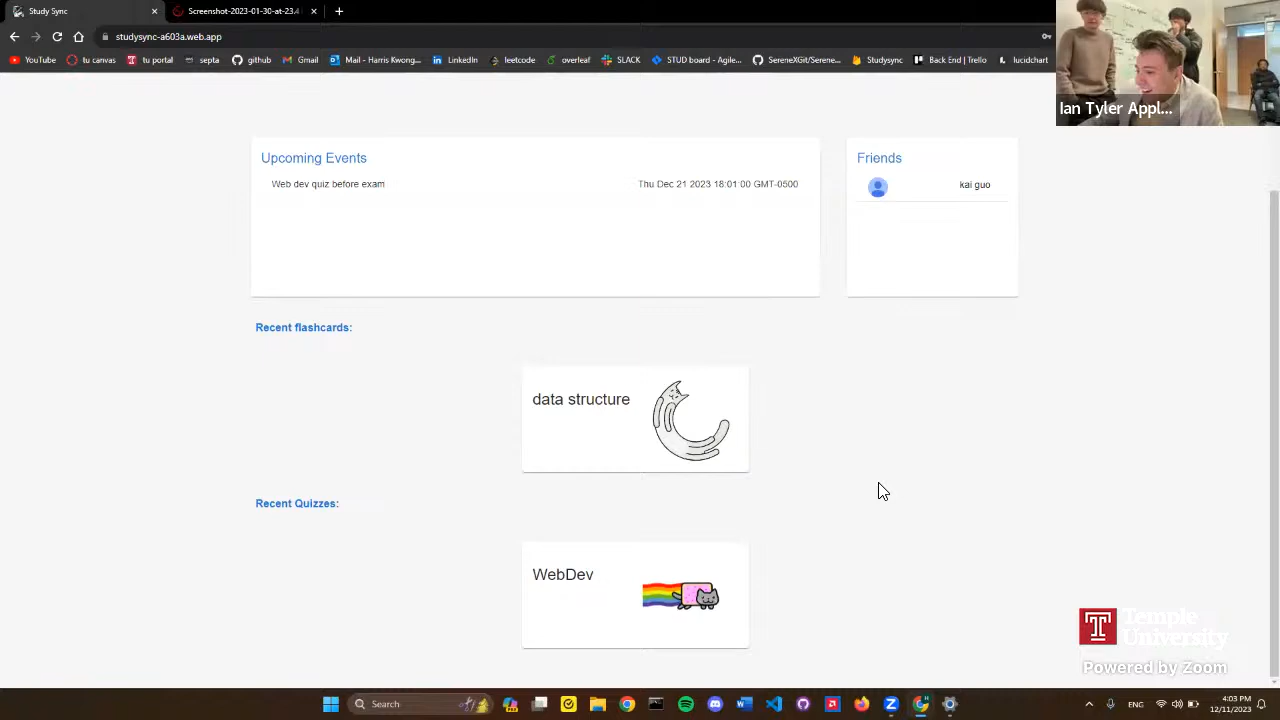 Study Sync
Screenshot-2023-01-30-at-23.4
studysync-a603a.web.app
YouTube
tu canvas
tu portal
septa
github
Gmail
Mail - Harris Kwong...
LinkedIn
leetcode
overleaf
SLACK
STUD board - Agile...
SereneXGit/Serene...
Studysync
Back End | Trello
lucidchart
Ian Tyler Appl...
Upcoming Events
Web dev quiz before exam
Thu Dec 21 2023 18:01:00 GMT-0500
Friends
kai guo
Recent flashcards:
data structure
Recent Quizzes:
WebDev
Temple
University
Powered by Zoom
Search
ENG
4:03 PM
12/11/2023